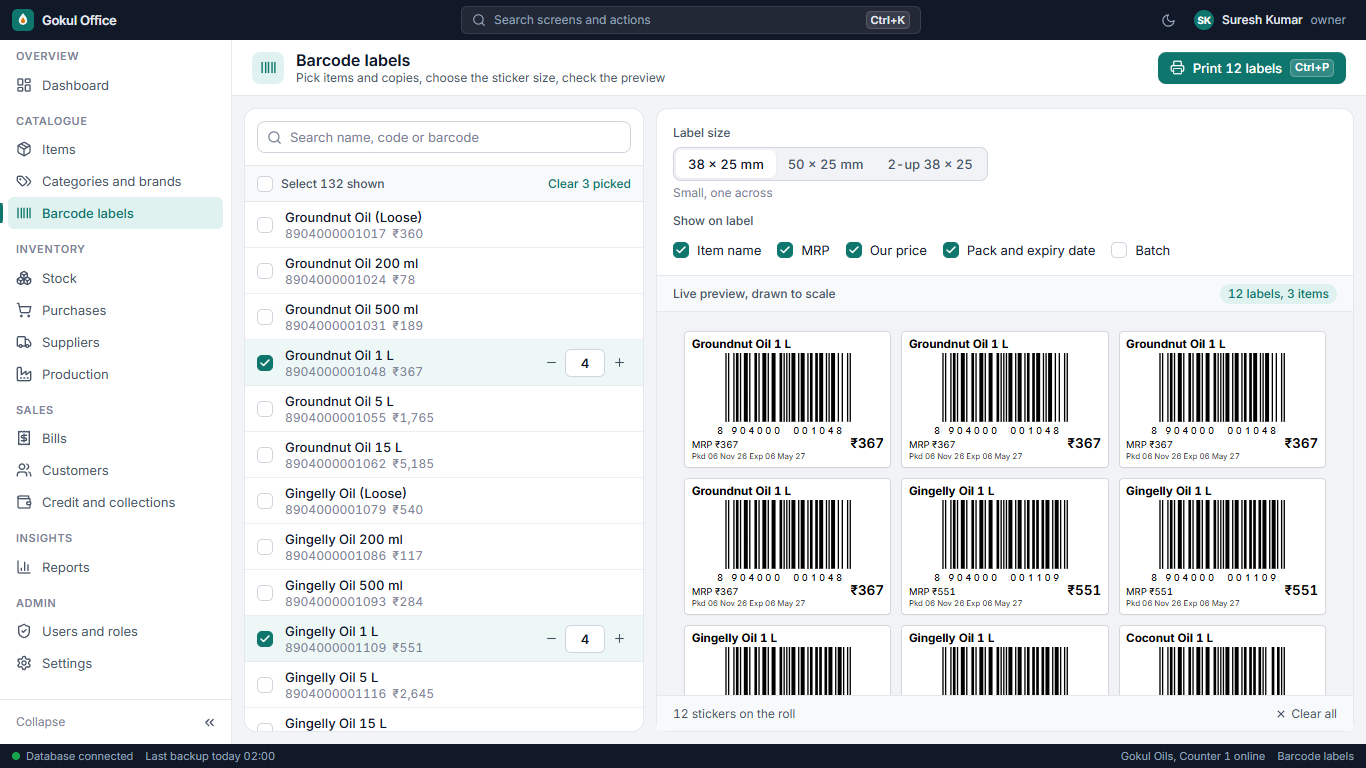 Gokul Office
Search screens and actions
Ctrl+K
SK
Suresh Kumar owner
OVERVIEW
Dashboard
CATALOGUE
Items
Categories and brands
Barcode labels
INVENTORY
Stock
Purchases
Suppliers
Production
SALES
Bills
Customers
Credit and collections
INSIGHTS
Reports
ADMIN
Users and roles
Settings
Collapse
Barcode labels
Pick items and copies, choose the sticker size, check the preview
Print 12 labels Ctrl+P
Search name, code or barcode
Select 132 shown
Clear 3 picked
Groundnut Oil (Loose)
8904000001017 ₹360
Groundnut Oil 200 ml
8904000001024 ₹78
Groundnut Oil 500 ml
8904000001031 ₹189
Groundnut Oil 1 L
8904000001048 ₹367
− 4 +
Groundnut Oil 5 L
8904000001055 ₹1,765
Groundnut Oil 15 L
8904000001062 ₹5,185
Gingelly Oil (Loose)
8904000001079 ₹540
Gingelly Oil 200 ml
8904000001086 ₹117
Gingelly Oil 500 ml
8904000001093 ₹284
Gingelly Oil 1 L
8904000001109 ₹551
− 4 +
Gingelly Oil 5 L
8904000001116 ₹2,645
Gingelly Oil 15 L
Label size
38 × 25 mm
50 × 25 mm
2-up 38 × 25
Small, one across
Show on label
Item name
MRP
Our price
Pack and expiry date
Batch
Live preview, drawn to scale
12 labels, 3 items
Groundnut Oil 1 L
8 904000 001048
MRP ₹367
₹367
Pkd 06 Nov 26 Exp 06 May 27
Groundnut Oil 1 L
8 904000 001048
MRP ₹367
₹367
Pkd 06 Nov 26 Exp 06 May 27
Groundnut Oil 1 L
8 904000 001048
MRP ₹367
₹367
Pkd 06 Nov 26 Exp 06 May 27
Groundnut Oil 1 L
8 904000 001048
MRP ₹367
₹367
Pkd 06 Nov 26 Exp 06 May 27
Gingelly Oil 1 L
8 904000 001109
MRP ₹551
₹551
Pkd 06 Nov 26 Exp 06 May 27
Gingelly Oil 1 L
8 904000 001109
MRP ₹551
₹551
Pkd 06 Nov 26 Exp 06 May 27
Gingelly Oil 1 L
Gingelly Oil 1 L
Coconut Oil 1 L
12 stickers on the roll
Clear all
Database connected
Last backup today 02:00
Gokul Oils, Counter 1 online
Barcode labels